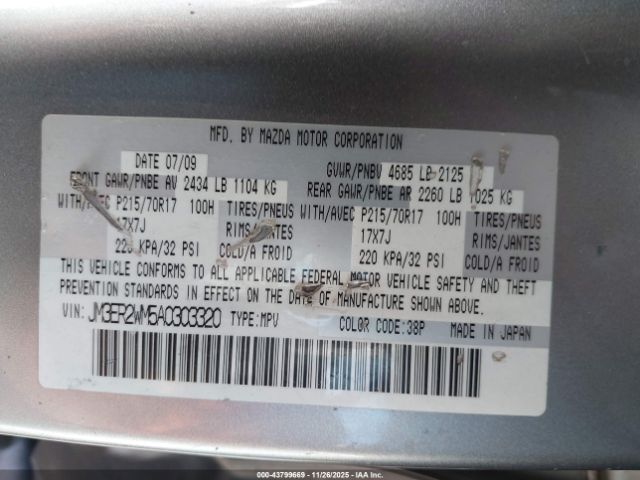 MFD. BY MAZDA MOTOR CORPORATION
DATE 07/09 GVWR/PNBV 4685 LB 2125
FRONT GAWR/PNBE AV 2434 LB 1104 KG REAR GAWR/PNBE AR 2260 LB 1025 KG
WITH/AVEC P215/70R17 100H TIRES/PNEUS WITH/AVEC P215/70R17 100H TIRES/PNEUS
17X7J RIMS/JANTES 17X7J RIMS/JANTES
220 KPA/32 PSI COLD/A FROID 220 KPA/32 PSI COLD/A FROID
THIS VEHICLE CONFORMS TO ALL APPLICABLE FEDERAL MOTOR VEHICLE SAFETY AND THEFT
PREVENTION STANDARDS IN EFFECT ON THE DATE OF MANUFACTURE SHOWN ABOVE.
VIN: JM3ER2WM5A0303320 TYPE:MPV COLOR CODE:38P MADE IN JAPAN
000-43799669 | 11/26/2025 - IAA Inc.